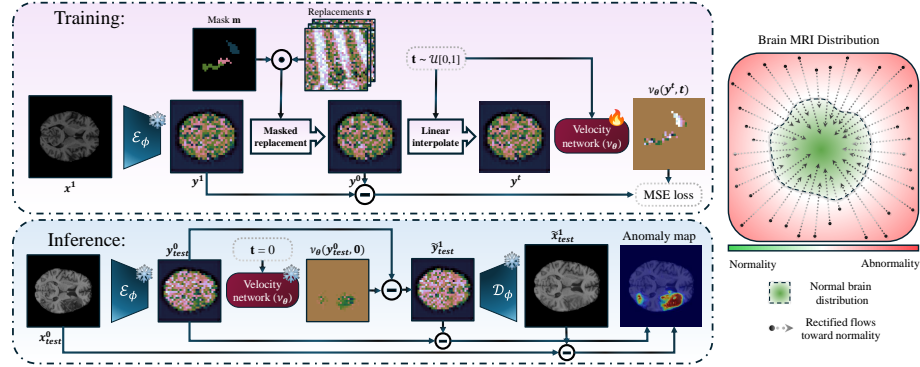 Training:
Mask m
Replacements r
t ~ 𝒰[0,1]
Masked
replacement
Linear
interpolate
Velocity
network (v_θ)
v_θ(y^t, t)
ℰ_ϕ
x^1
y^1
y^0
y^t
MSE loss
Inference:
y^0_test
t = 0
v_θ(y^0_test, 0)
ỹ^1_test
x̃^1_test
Anomaly map
ℰ_ϕ
Velocity
network (v_θ)
𝒟_ϕ
x^0_test
Brain MRI Distribution
Normality
Abnormality
Normal brain
distribution
Rectified flows
toward normality